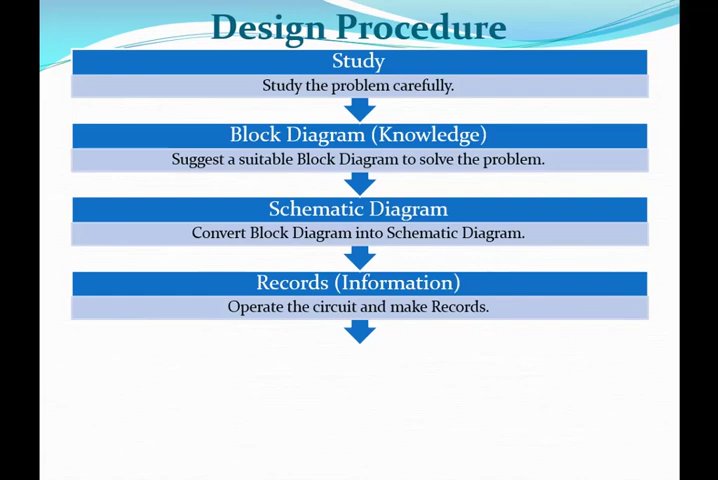 Design Procedure
Study
Study the problem carefully.
Block Diagram (Knowledge)
Suggest a suitable Block Diagram to solve the problem.
Schematic Diagram
Convert Block Diagram into Schematic Diagram.
Records (Information)
Operate the circuit and make Records.